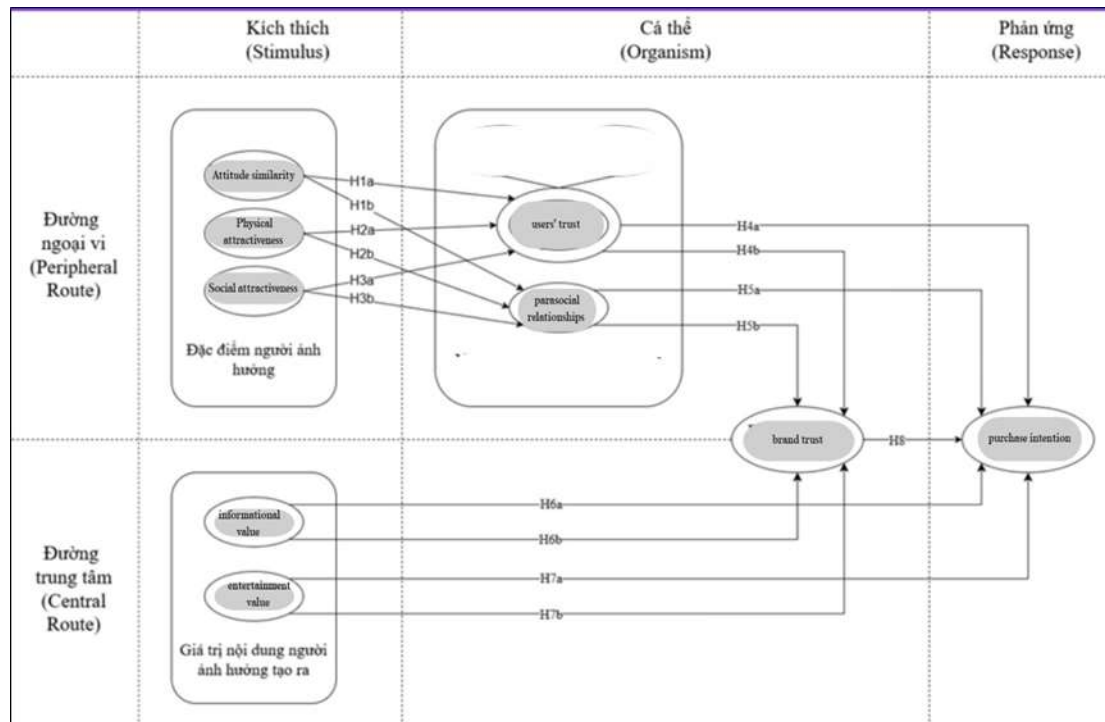 Kích thích
(Stimulus)
Cá thể
(Organism)
Phản ứng
(Response)
Đường
ngoại vi
(Peripheral
Route)
Attitude similarity
Physical
attractiveness
Social attractiveness
Đặc điểm người ảnh
hưởng
H1a
H1b
H2a
H2b
H3a
H3b
users' trust
parasocial
relationships
H4a
H4b
H5a
H5b
brand trust
H8
purchase intention
Đường
trung tâm
(Central
Route)
informational
value
entertainment
value
Giá trị nội dung người
ảnh hưởng tạo ra
H6a
H6b
H7a
H7b